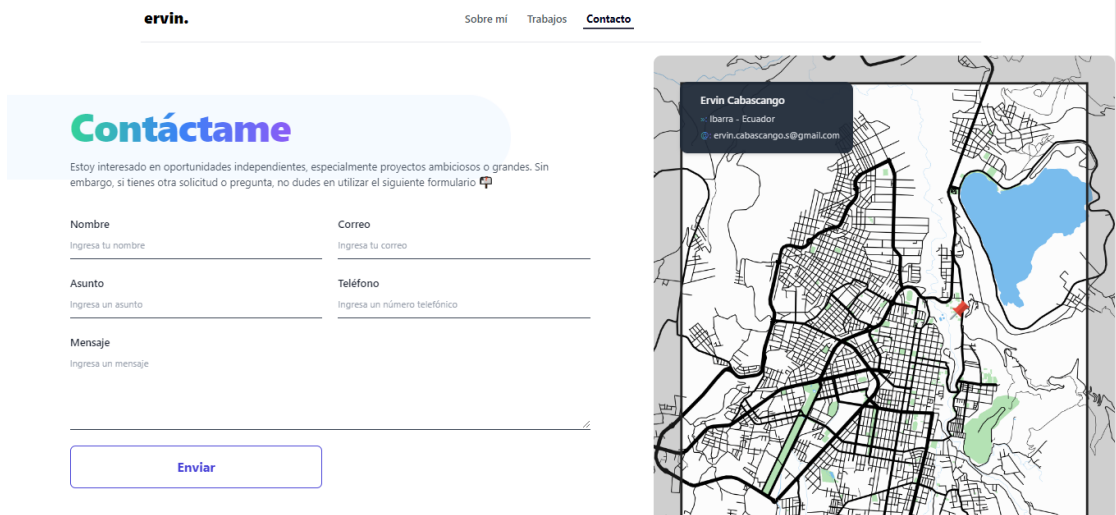 ervin.
Sobre mí
Trabajos
Contacto
Contáctame
Estoy interesado en oportunidades independientes, especialmente proyectos ambiciosos o grandes. Sin
embargo, si tienes otra solicitud o pregunta, no dudes en utilizar el siguiente formulario
Nombre
Ingresa tu nombre
Correo
Ingresa tu correo
Asunto
Ingresa un asunto
Teléfono
Ingresa un número telefónico
Mensaje
Ingresa un mensaje
Enviar
Ervin Cabascango
Ibarra - Ecuador
@: ervin.cabascango.s@gmail.com